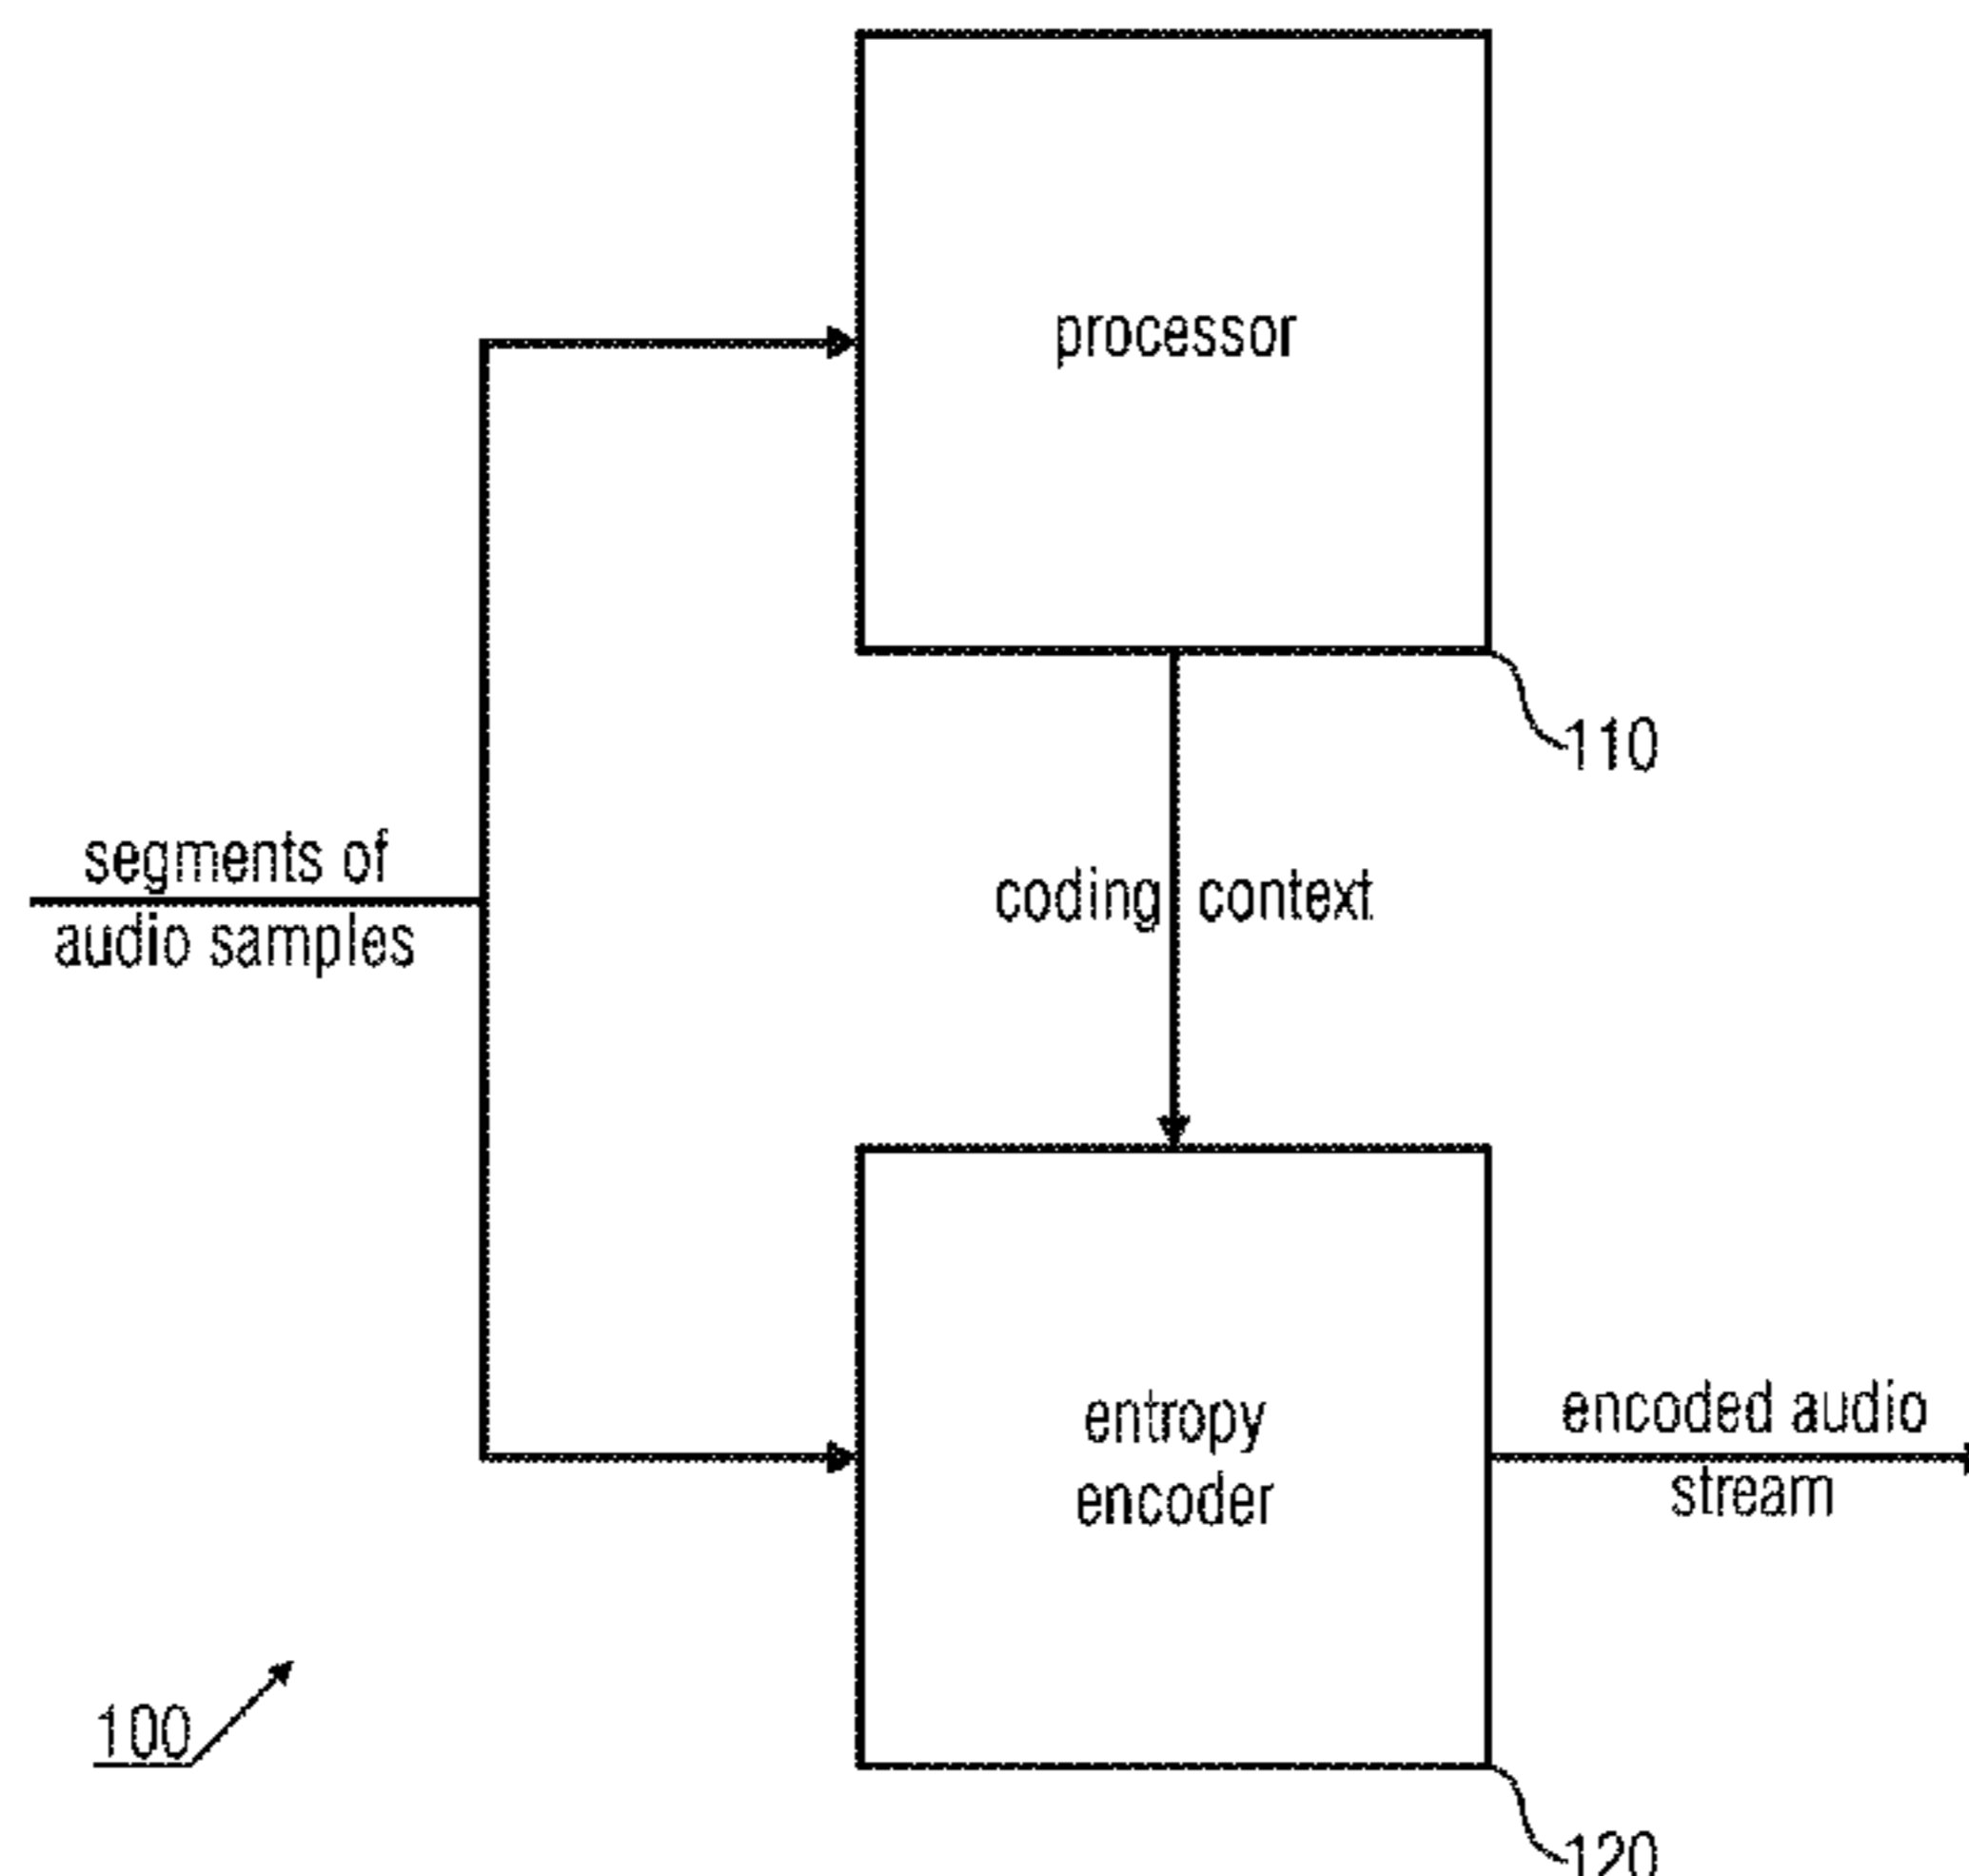 processor
110
segments of
audio samples
coding context
entropy
encoder
encoded audio
stream
100
120